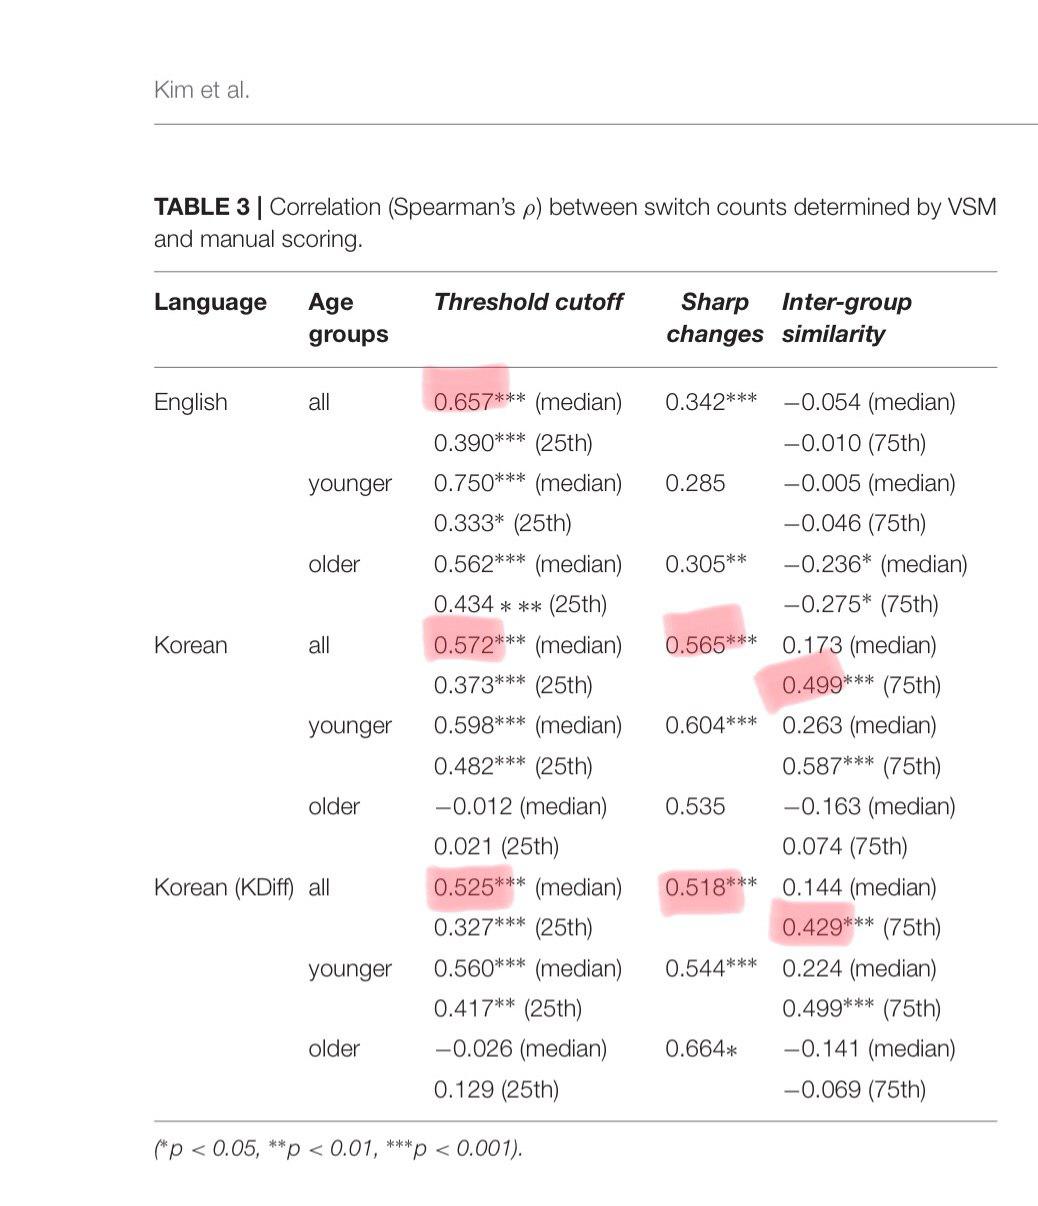 Kim et al.
TABLE 3 | Correlation (Spearman's ρ) between switch counts determined by VSM
and manual scoring.
Language Age groups Threshold cutoff Sharp changes Inter-group similarity
English all 0.657*** (median) 0.342*** −0.054 (median)
0.390*** (25th) −0.010 (75th)
younger 0.750*** (median) 0.285 −0.005 (median)
0.333* (25th) −0.046 (75th)
older 0.562*** (median) 0.305** −0.236* (median)
0.434 * ** (25th) −0.275* (75th)
Korean all 0.572*** (median) 0.565*** 0.173 (median)
0.373*** (25th) 0.499*** (75th)
younger 0.598*** (median) 0.604*** 0.263 (median)
0.482*** (25th) 0.587*** (75th)
older −0.012 (median) 0.535 −0.163 (median)
0.021 (25th) 0.074 (75th)
Korean (KDiff) all 0.525*** (median) 0.518*** 0.144 (median)
0.327*** (25th) 0.429*** (75th)
younger 0.560*** (median) 0.544*** 0.224 (median)
0.417** (25th) 0.499*** (75th)
older −0.026 (median) 0.664* −0.141 (median)
0.129 (25th) −0.069 (75th)
(*p < 0.05, **p < 0.01, ***p < 0.001).